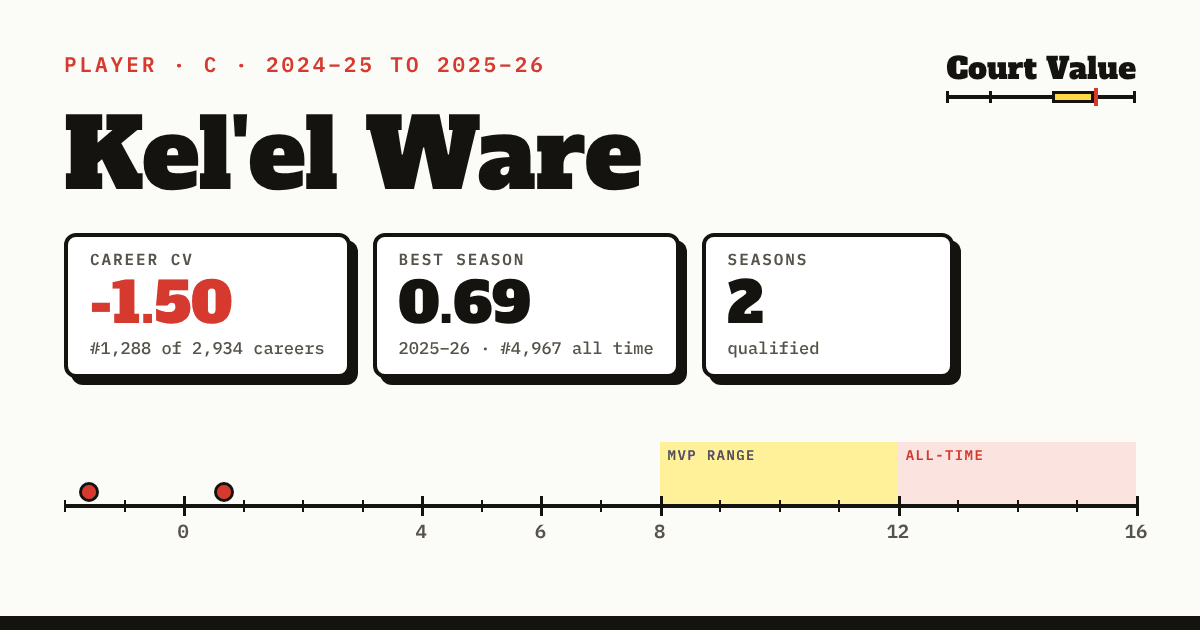 PLAYER · C · 2024–25 TO 2025–26
Court Value
Kel'el Ware
CAREER CV
-1.50
#1,288 of 2,934 careers
BEST SEASON
0.69
2025–26 · #4,967 all time
SEASONS
2
qualified
MVP RANGE
ALL-TIME
0 4 6 8 12 16